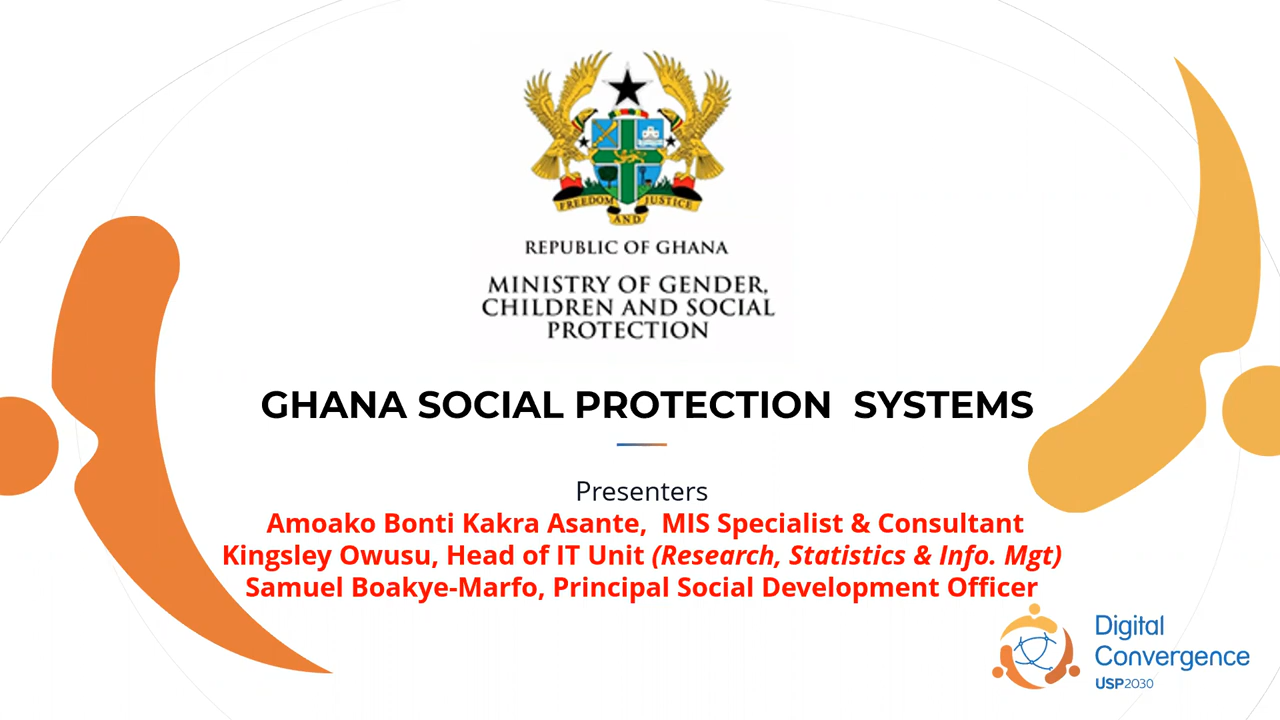 FREEDOM AND JUSTICE
REPUBLIC OF GHANA
MINISTRY OF GENDER,
CHILDREN AND SOCIAL
PROTECTION
GHANA SOCIAL PROTECTION SYSTEMS
Presenters
Amoako Bonti Kakra Asante, MIS Specialist & Consultant
Kingsley Owusu, Head of IT Unit (Research, Statistics & Info. Mgt)
Samuel Boakye-Marfo, Principal Social Development Officer
Digital
Convergence
USP2030